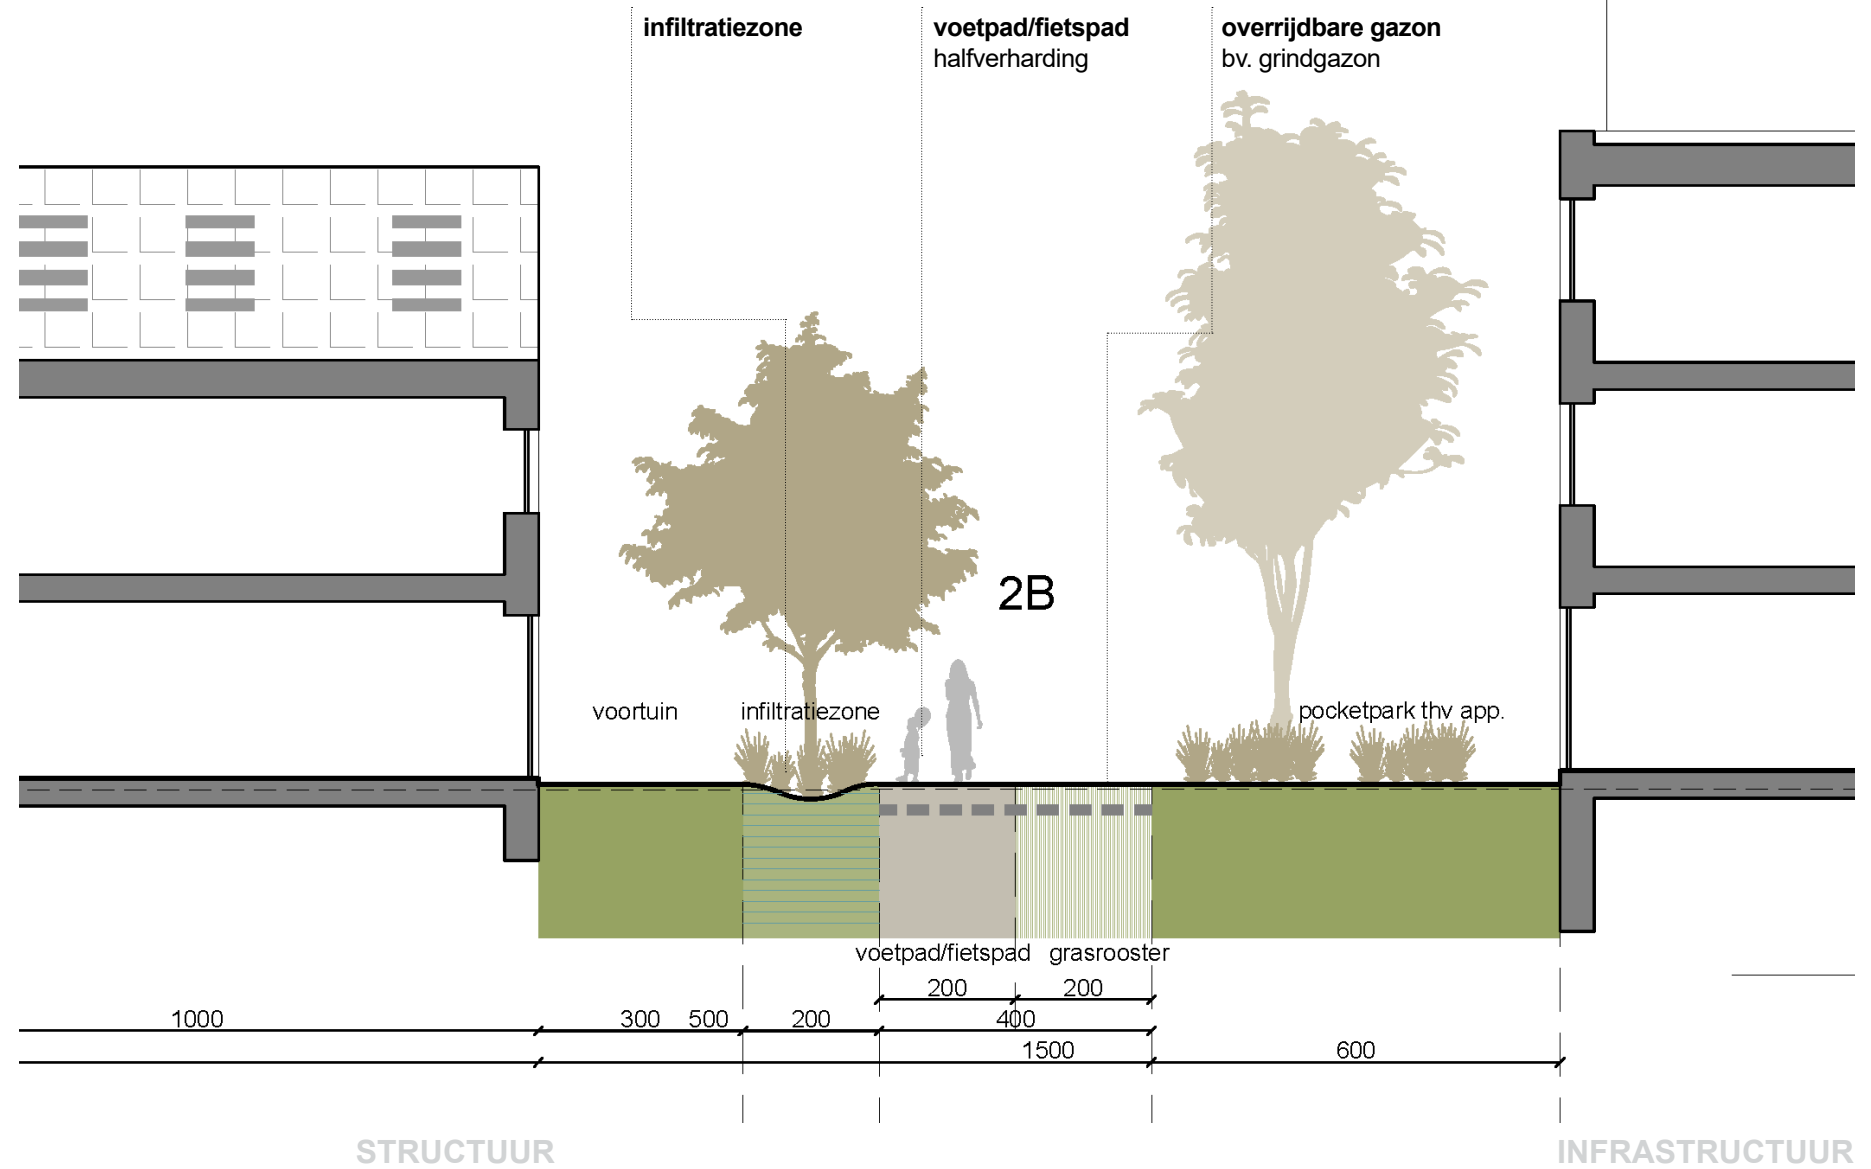 infiltratiezone
voetpad/fietspad
halfverharding
overrijdbare gazon
bv. grindgazon
2B
voortuin
infiltratiezone
pocketpark thv app.
voetpad/fietspad
grasrooster
200
200
1000
300
500
200
400
1500
600
STRUCTUUR
INFRASTRUCTUUR